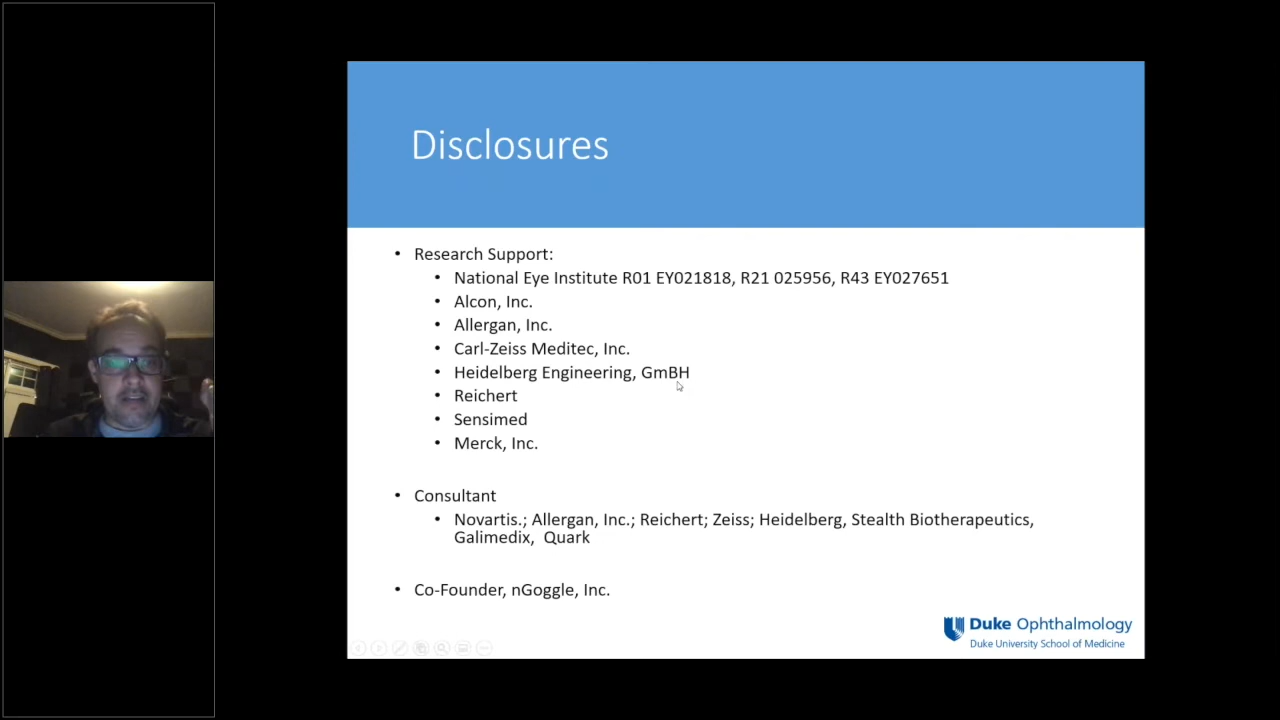 Disclosures
• Research Support:
• National Eye Institute R01 EY021818, R21 025956, R43 EY027651
• Alcon, Inc.
• Allergan, Inc.
• Carl-Zeiss Meditec, Inc.
• Heidelberg Engineering, GmBH
• Reichert
• Sensimed
• Merck, Inc.
• Consultant
• Novartis.; Allergan, Inc.; Reichert; Zeiss; Heidelberg, Stealth Biotherapeutics,
Galimedix, Quark
• Co-Founder, nGoggle, Inc.
Duke Ophthalmology
Duke University School of Medicine